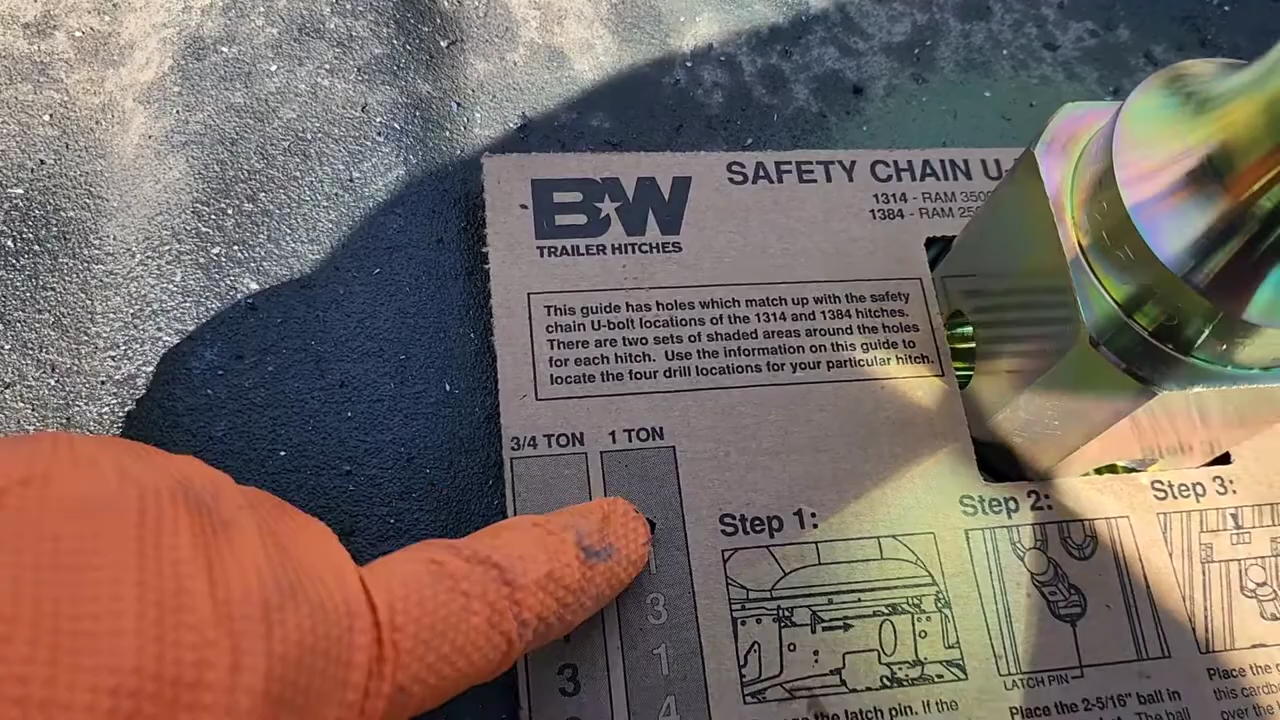 B&W
TRAILER HITCHES
SAFETY CHAIN U-
1314 - RAM 350
1384 - RAM 25
This guide has holes which match up with the safety
chain U-bolt locations of the 1314 and 1384 hitches.
There are two sets of shaded areas around the holes
for each hitch. Use the information on this guide to
locate the four drill locations for your particular hitch.
3/4 TON
1 TON
3
1
4
3
Step 1:
Step 2:
Step 3:
LATCH PIN
the latch pin. If the
Place the 2-5/16" ball in
The ball
Place the
this cardb
over the